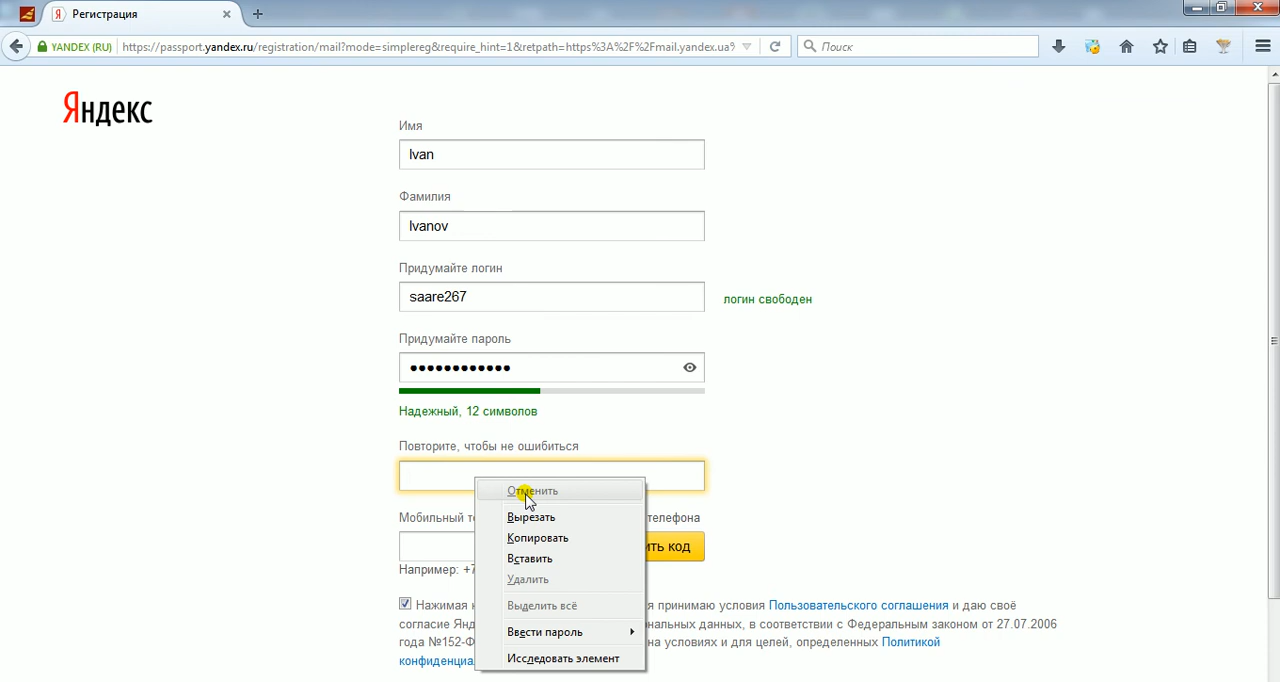 Регистрация
YANDEX (RU)
https://passport.yandex.ru/registration/mail?mode=simplereg&require_hint=1&retpath=https%3A%2F%2Fmail.yandex.ua%
Поиск
Яндекс
Имя
Ivan
Фамилия
Ivanov
Придумайте логин
saare267
логин свободен
Придумайте пароль
Надежный, 12 символов
Повторите, чтобы не ошибиться
Отменить
Вырезать
Копировать
Вставить
Удалить
Выделить всё
Ввести пароль
Исследовать элемент
Мобильный телефона
ить код
Например: +7
Нажимая я принимаю условия Пользовательского соглашения и даю своё
согласие Янд ональных данных, в соответствии с Федеральным законом от 27.07.2006
года №152-Ф на условиях и для целей, определенных Политикой
конфиденциа